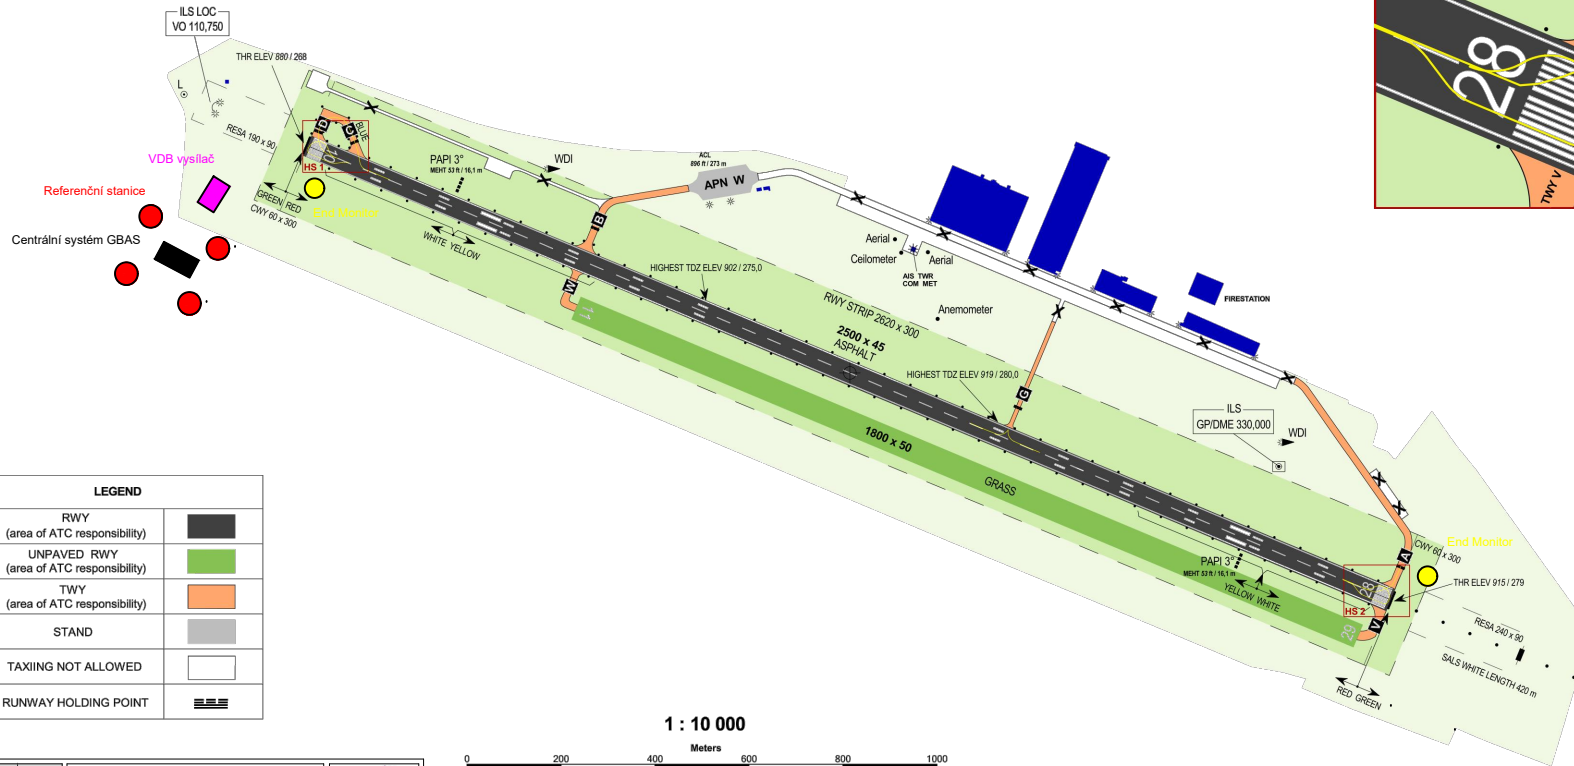 ILS LOC
VO 110,750
THR ELEV 880 / 268
L
RESA 190 x 90
D
C
BLUE
10
HS 1
VDB vysílač
Referenční stanice
Centrální systém GBAS
GREEN RED
CWY 60 x 300
End Monitor
PAPI 3°
MEHT 53 ft / 16,1 m
WHITE YELLOW
X
X
WDI
B
W
11
ACL
896 ft / 273 m
APN W
HIGHEST TDZ ELEV 902 / 275,0
X
X
X
X
X
X
Aerial
Ceilometer
Aerial
AIS TWR
COM MET
Anemometer
FIRESTATION
RWY STRIP 2620 x 300
2500 x 45
ASPHALT
X
G
HIGHEST TDZ ELEV 919 / 280,0
1800 x 50
GRASS
ILS
GP/DME 330,000
WDI
X
X
A
CWY 60 x 300
End Monitor
THR ELEV 915 / 279
PAPI 3°
MEHT 53 ft / 16,1 m
YELLOW WHITE
28
HS 2
29
V
RESA 240 x 90
SALS WHITE LENGTH 420 m
RED GREEN
28
TWY V
LEGEND
RWY
(area of ATC responsibility)
UNPAVED RWY
(area of ATC responsibility)
TWY
(area of ATC responsibility)
STAND
TAXIING NOT ALLOWED
RUNWAY HOLDING POINT
1 : 10 000
Meters
0 200 400 600 800 1000